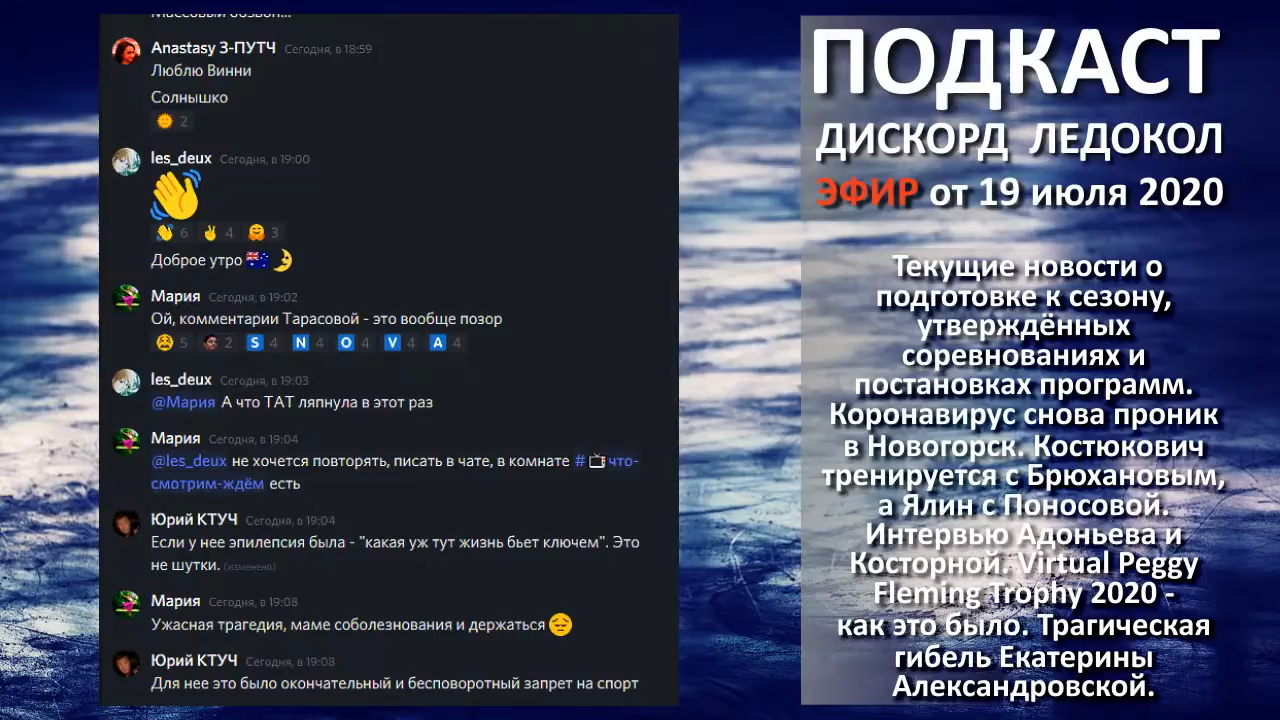 Массовый обзвон...
Anastasy З-ПУТЧ Сегодня, в 18:59
Люблю Винни
Солнышко
2
les_deux Сегодня, в 19:00
6 4 3
Доброе утро
Мария Сегодня, в 19:02
Ой, комментарии Тарасовой - это вообще позор
5 2 S 4 N 4 O 4 V 4 A 4
les_deux Сегодня, в 19:03
@Мария А что ТАТ ляпнула в этот раз
Мария Сегодня, в 19:04
@les_deux не хочется повторять, писать в чате, в комнате # что-
смотрим-ждём есть
Юрий КТУЧ Сегодня, в 19:04
Если у нее эпилепсия была - "какая уж тут жизнь бьет ключем". Это
не шутки. (изменено)
Мария Сегодня, в 19:08
Ужасная трагедия, маме соболезнования и держаться
Юрий КТУЧ Сегодня, в 19:08
Для нее это было окончательный и бесповоротный запрет на спорт
ПОДКАСТ
ДИСКОРД ЛЕДОКОЛ
ЭФИР от 19 июля 2020
Текущие новости о
подготовке к сезону,
утверждённых
соревнованиях и
постановках программ.
Коронавирус снова проник
в Новогорск. Костюкович
тренируется с Брюхановым,
а Ялин с Поносовой.
Интервью Адоньева и
Косторной. Virtual Peggy
Fleming Trophy 2020 -
как это было. Трагическая
гибель Екатерины
Александровской.